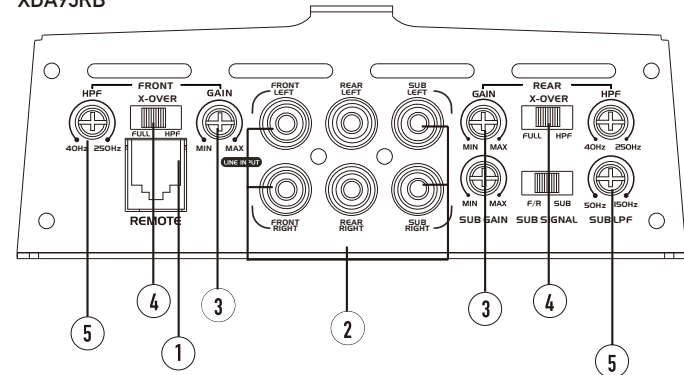 XDA95RB
FRONT
HPF X-OVER GAIN
FULL HPF
40Hz 250Hz
MIN MAX
REMOTE
LINE INPUT
FRONT LEFT
REAR LEFT
SUB LEFT
FRONT RIGHT
REAR RIGHT
SUB RIGHT
REAR
GAIN X-OVER HPF
MIN MAX
FULL HPF
40Hz 250Hz
MIN MAX
F/R SUB
50Hz 150Hz
SUB GAIN SUB SIGNAL SUB LPF
5 4 1 3 2 3 4 5